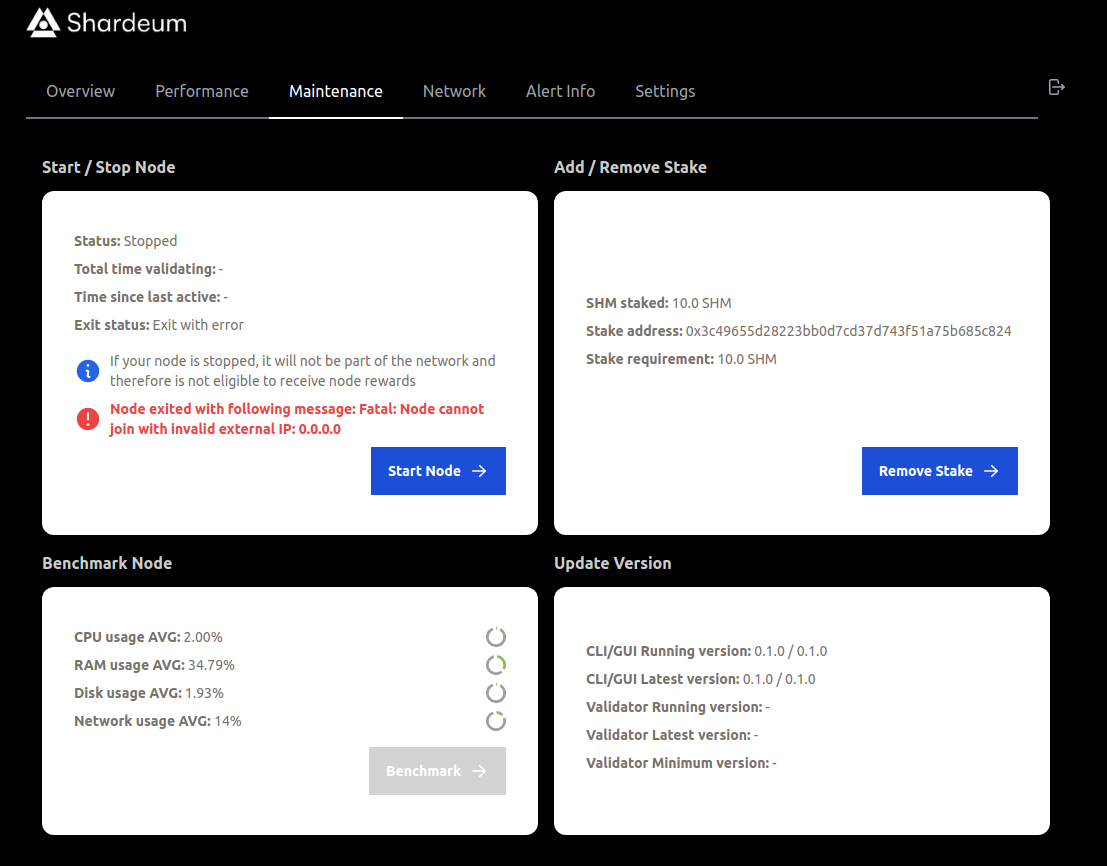 Shardeum
Overview Performance Maintenance Network Alert Info Settings
Start / Stop Node
Status: Stopped
Total time validating: -
Time since last active: -
Exit status: Exit with error
If your node is stopped, it will not be part of the network and
therefore is not eligible to receive node rewards
Node exited with following message: Fatal: Node cannot
join with invalid external IP: 0.0.0.0
Start Node
Add / Remove Stake
SHM staked: 10.0 SHM
Stake address: 0x3c49655d28223bb0d7cd37d743f51a75b685c824
Stake requirement: 10.0 SHM
Remove Stake
Benchmark Node
CPU usage AVG: 2.00%
RAM usage AVG: 34.79%
Disk usage AVG: 1.93%
Network usage AVG: 14%
Benchmark
Update Version
CLI/GUI Running version: 0.1.0 / 0.1.0
CLI/GUI Latest version: 0.1.0 / 0.1.0
Validator Running version: -
Validator Latest version: -
Validator Minimum version: -